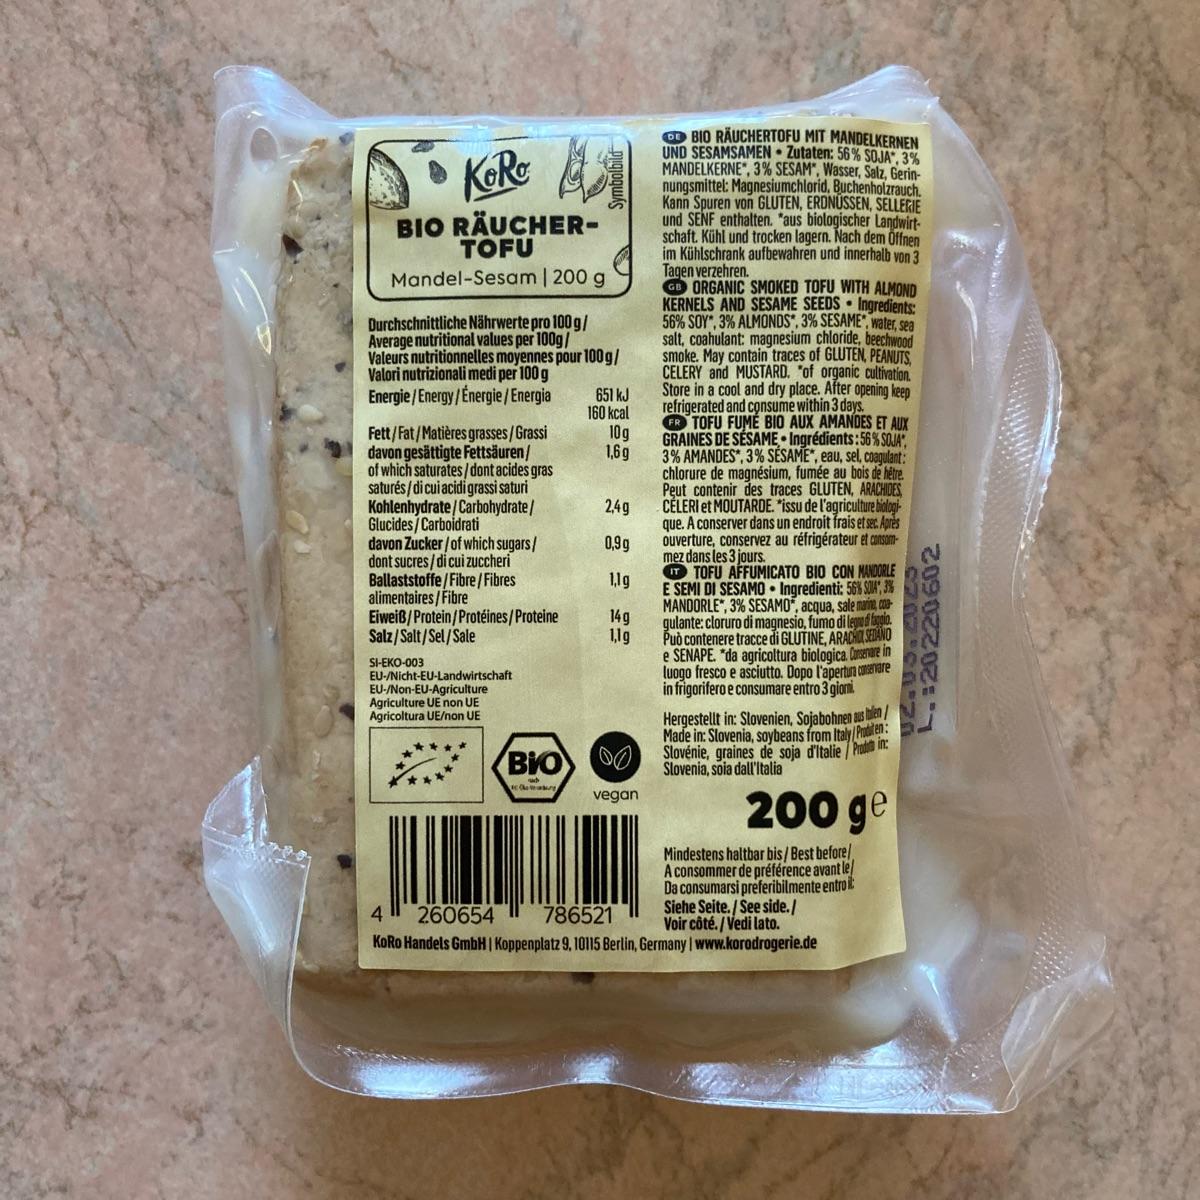 KoRo
Symbolbild
BIO RÄUCHER-
TOFU
Mandel-Sesam | 200 g
Durchschnittliche Nährwerte pro 100 g /
Average nutritional values per 100g /
Valeurs nutritionnelles moyennes pour 100 g /
Valori nutrizionali medi per 100 g
Energie / Energy / Énergie / Energia 651 kJ
160 kcal
Fett / Fat / Matières grasses / Grassi 10 g
davon gesättigte Fettsäuren / 1,6 g
of which saturates / dont acides gras
saturés / di cui acidi grassi saturi
Kohlenhydrate / Carbohydrate / 2,4 g
Glucides / Carboidrati
davon Zucker / of which sugars / 0,9 g
dont sucres / di cui zuccheri
Ballaststoffe / Fibre / Fibres 1,1 g
alimentaires / Fibre
Eiweiß / Protein / Protéines / Proteine 14 g
Salz / Salt / Sel / Sale 1,1 g
SI-EKO-003
EU-/Nicht-EU-Landwirtschaft
EU-/Non-EU-Agriculture
Agriculture UE non UE
Agricoltura UE/non UE
Bio
nach
EG-Öko-Verordnung
vegan
4 260654 786521
KoRo Handels GmbH | Koppenplatz 9, 10115 Berlin, Germany | www.korodrogerie.de
DE BIO RÄUCHERTOFU MIT MANDELKERNEN
UND SESAMSAMEN • Zutaten: 56% SOJA*, 3%
MANDELKERNE*, 3% SESAM*, Wasser, Salz, Gerin-
nungsmittel: Magnesiumchlorid, Buchenholzrauch.
Kann Spuren von GLUTEN, ERDNÜSSEN, SELLERIE
und SENF enthalten. *aus biologischer Landwirt-
schaft. Kühl und trocken lagern. Nach dem Öffnen
im Kühlschrank aufbewahren und innerhalb von 3
Tagen verzehren.
GB ORGANIC SMOKED TOFU WITH ALMOND
KERNELS AND SESAME SEEDS • Ingredients:
56% SOY*, 3% ALMONDS*, 3% SESAME*, water, sea
salt, coahulant: magnesium chloride, beechwood
smoke. May contain traces of GLUTEN, PEANUTS,
CELERY and MUSTARD. *of organic cultivation.
Store in a cool and dry place. After opening keep
refrigerated and consume within 3 days.
FR TOFU FUMÉ BIO AUX AMANDES ET AUX
GRAINES DE SÉSAME • Ingrédients : 56 % SOJA*,
3% AMANDES*, 3% SÉSAME*, eau, sel, coagulant :
chlorure de magnésium, fumée au bois de hêtre.
Peut contenir des traces GLUTEN, ARACHIDES,
CÉLERI et MOUTARDE. *issu de l'agriculture biologi-
que. A conserver dans un endroit frais et sec. Après
ouverture, conservez au réfrigérateur et consom-
mez dans les 3 jours.
IT TOFU AFFUMICATO BIO CON MANDORLE
E SEMI DI SESAMO • Ingredienti: 56% SOIA*, 3%
MANDORLE*, 3% SESAMO*, acqua, sale marino, coa-
gulante: cloruro di magnesio, fumo di legno di faggio.
Può contenere tracce di GLUTINE, ARACHIDI, SEDANO
e SENAPE. *da agricoltura biologica. Conservare in
luogo fresco e asciutto. Dopo l'apertura conservare
in frigorifero e consumare entro 3 giorni.
Hergestellt in: Slovenien, Sojabohnen aus Italien /
Made in: Slovenia, soybeans from Italy / Produit en :
Slovénie, graines de soja d'Italie / Prodotto in:
Slovenia, soia dall'Italia
200 g e
Mindestens haltbar bis / Best before /
A consommer de préférence avant le /
Da consumarsi preferibilmente entro il:
Siehe Seite. / See side. /
Voir côté. / Vedi lato.
02.03.2023
L.:20220602